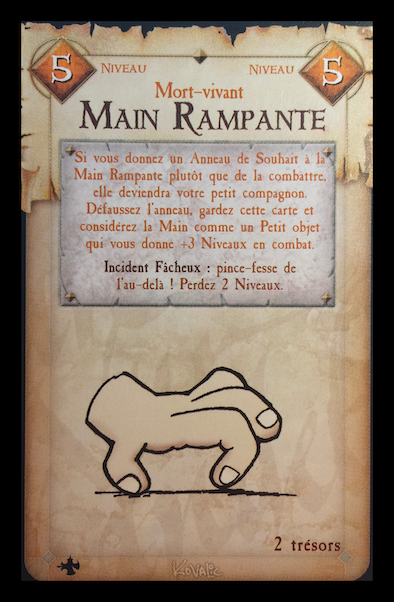 5 Niveau Niveau 5
Mort-vivant
Main Rampante
Si vous donnez un Anneau de Souhait à la
Main Rampante plutôt que de la combattre,
elle deviendra votre petit compagnon.
Défaussez l'anneau, gardez cette carte et
considérez la Main comme un Petit objet
qui vous donne +3 Niveaux en combat.
Incident Fâcheux : pince-fesse de
l'au-delà ! Perdez 2 Niveaux.
2 trésors
Kovalic